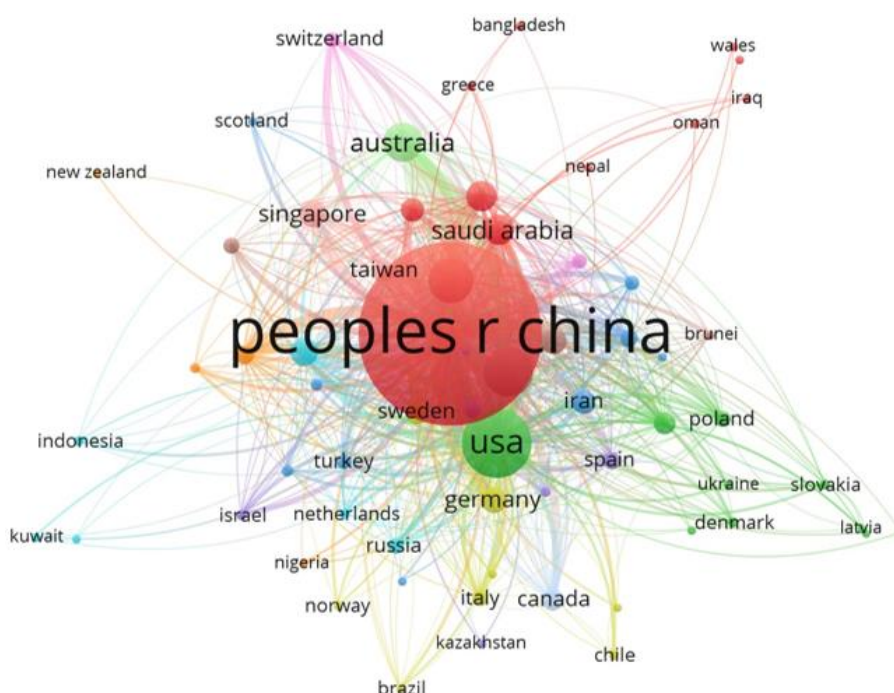 bangladesh
switzerland
wales
greece
iraq
scotland
oman
australia
nepal
new zealand
singapore
saudi arabia
taiwan
peoples r china
brunei
sweden
iran
poland
indonesia
usa
turkey
spain
ukraine
slovakia
germany
israel
netherlands
denmark
latvia
kuwait
russia
nigeria
norway
italy
canada
kazakhstan
chile
brazil